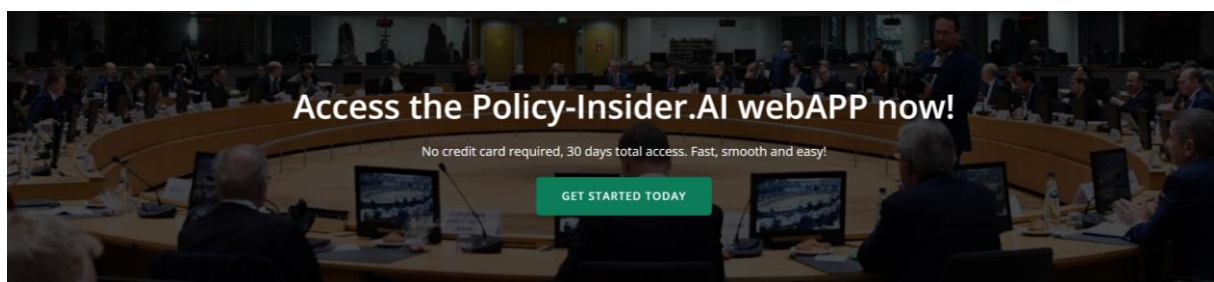 Access the Policy-Insider.AI webAPP now!
No credit card required, 30 days total access. Fast, smooth and easy!
GET STARTED TODAY